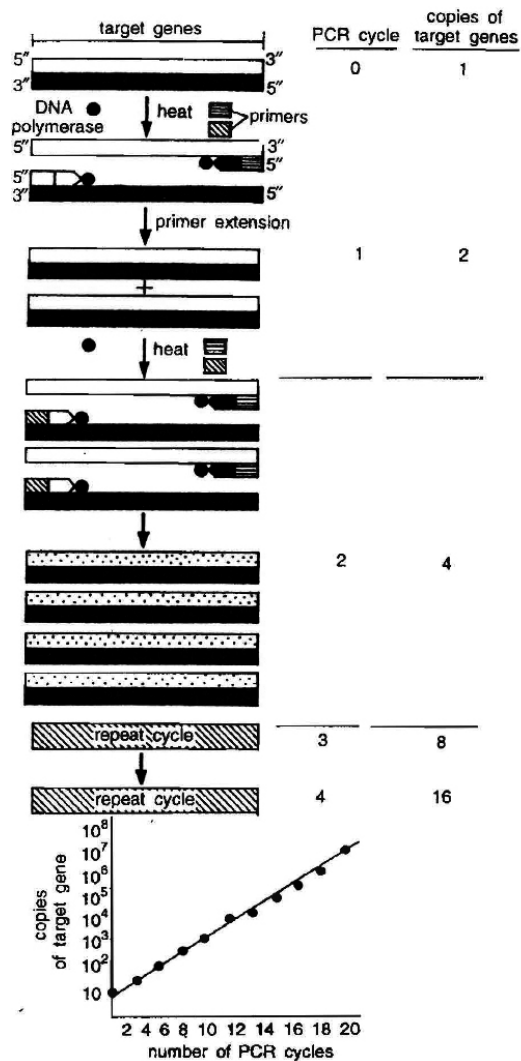 target genes
PCR cycle
copies of
target genes
5″
3″
3″
5″
0
1
DNA
polymerase
heat
primers
5″
3″
5″
5″
3″
5″
primer extension
1
2
+
heat
2
4
repeat cycle
3
8
repeat cycle
4
16
copies
of target gene
10⁸
10⁷
10⁶
10⁵
10⁴
10³
10²
10
2 4 6 8 10 12 14 16 18 20
number of PCR cycles